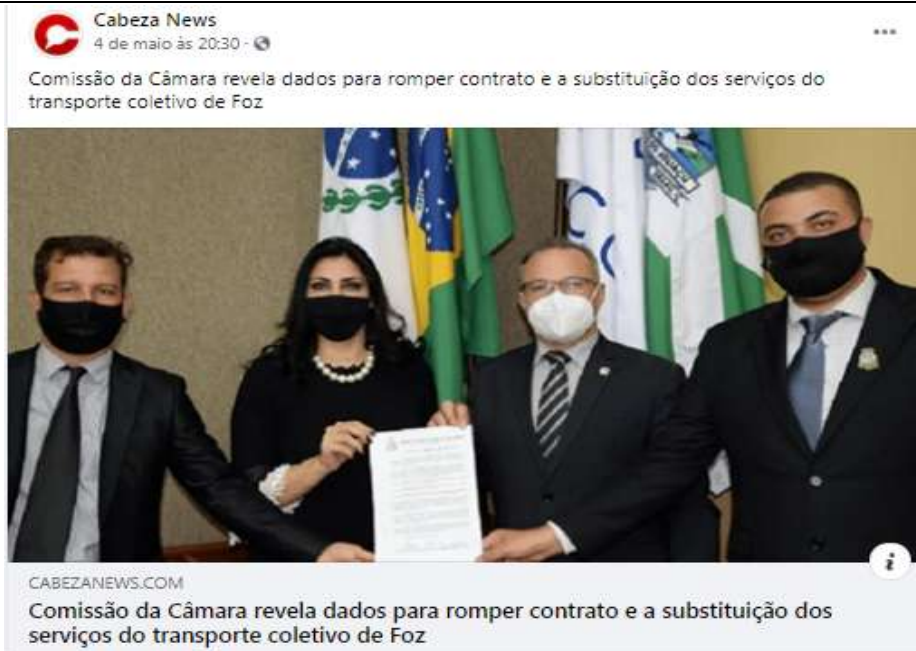 Cabeza News
4 de maio às 20:30 ·
Comissão da Câmara revela dados para romper contrato e a substituição dos serviços do
transporte coletivo de Foz
CABEZANEWS.COM
Comissão da Câmara revela dados para romper contrato e a substituição dos
serviços do transporte coletivo de Foz